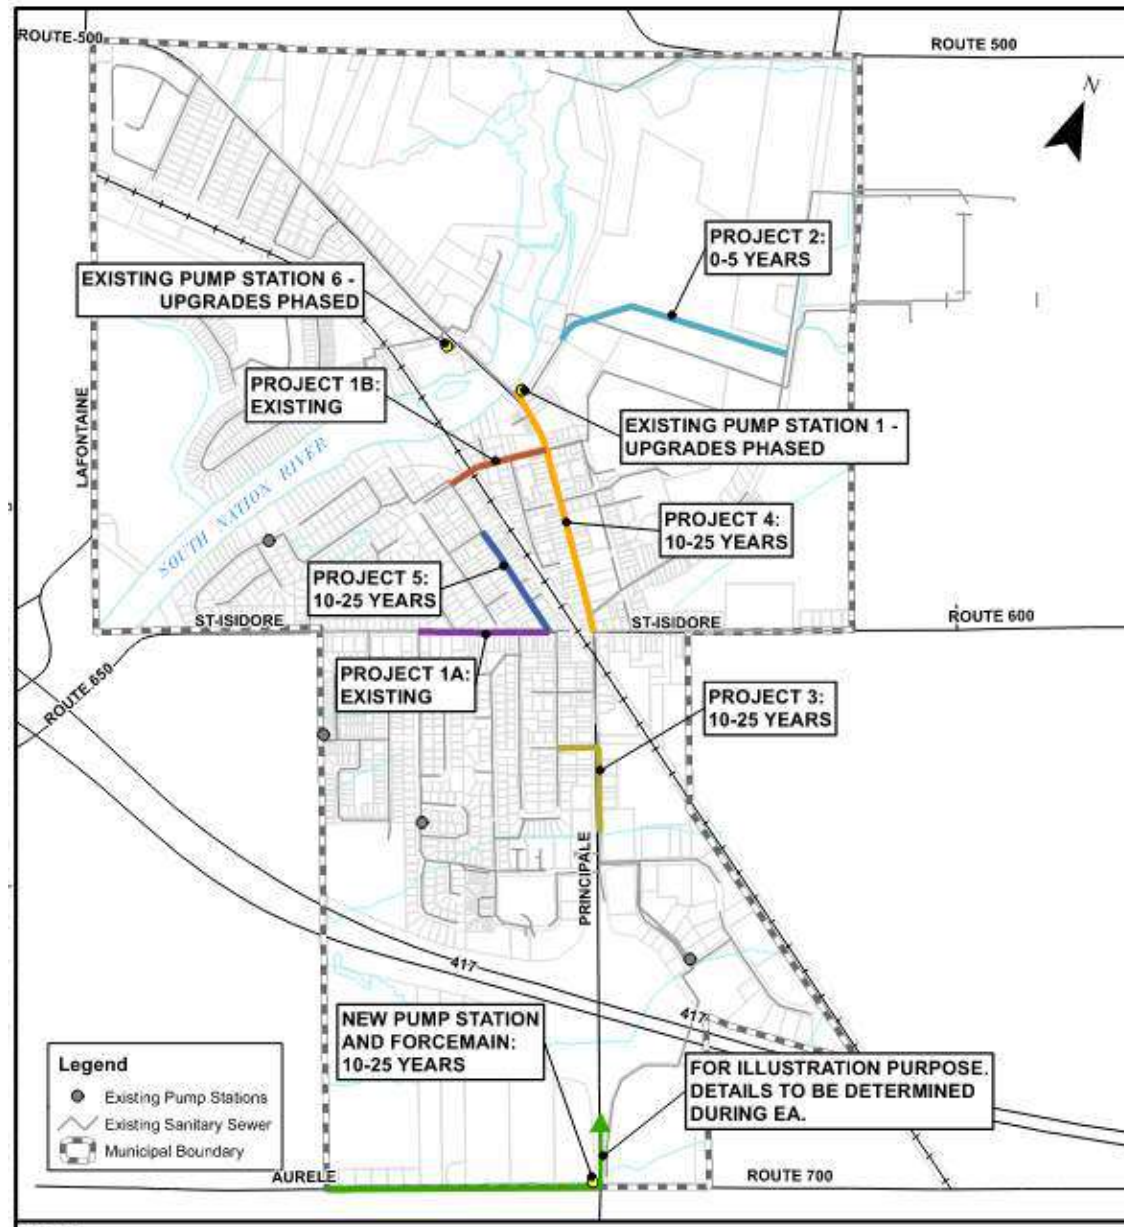 ROUTE 500
ROUTE 500
N
PROJECT 2:
0-5 YEARS
EXISTING PUMP STATION 6 -
UPGRADES PHASED
PROJECT 1B:
EXISTING
EXISTING PUMP STATION 1 -
UPGRADES PHASED
LAFONTAINE
SOUTH NATION RIVER
PROJECT 4:
10-25 YEARS
PROJECT 5:
10-25 YEARS
ST-ISIDORE
ST-ISIDORE
ROUTE 600
ROUTE 650
PROJECT 1A:
EXISTING
PROJECT 3:
10-25 YEARS
PRINCIPALE
417
417
NEW PUMP STATION
AND FORCEMAIN:
10-25 YEARS
FOR ILLUSTRATION PURPOSE.
DETAILS TO BE DETERMINED
DURING EA.
Legend
Existing Pump Stations
Existing Sanitary Sewer
Municipal Boundary
AURELE
ROUTE 700